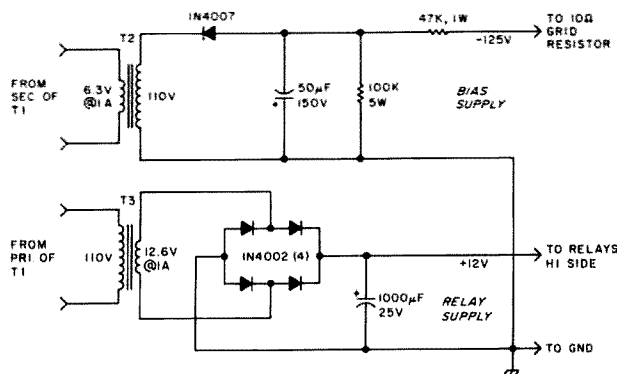 1N4007
47K, 1W
TO 10Ω
GRID
RESISTOR
-125V
T2
FROM
SEC OF
T1
6.3V
@1A
110V
50µF
150V
+
100K
5W
BIAS
SUPPLY
T3
FROM
PRI. OF
T1
110V
12.6V
@1A
1N4002 (4)
+12V
TO RELAYS
HI SIDE
+
1000µF
25V
RELAY
SUPPLY
TO GND